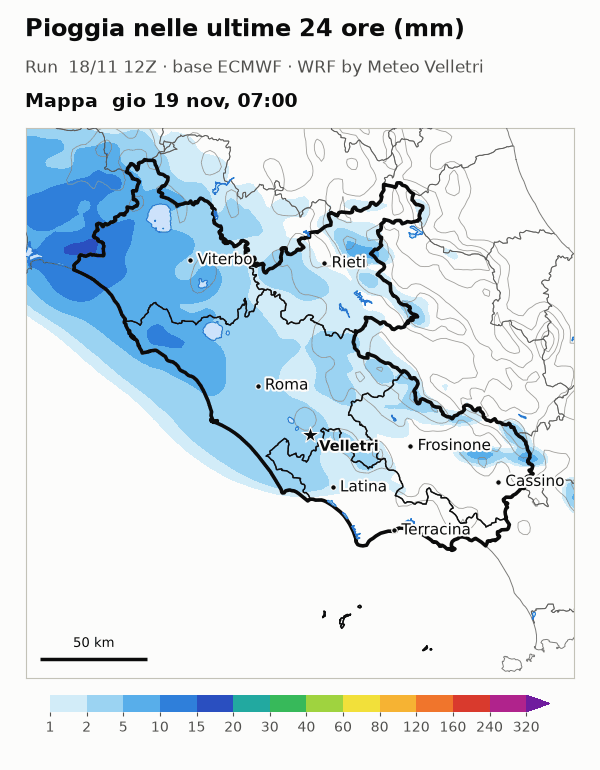 Pioggia nelle ultime 24 ore (mm)
Run 18/11 12Z · base ECMWF · WRF by Meteo Velletri
Mappa gio 19 nov, 07:00
Viterbo
Rieti
Roma
Velletri
Frosinone
Latina
Cassino
Terracina
50 km
1 2 5 10 15 20 30 40 60 80 120 160 240 320